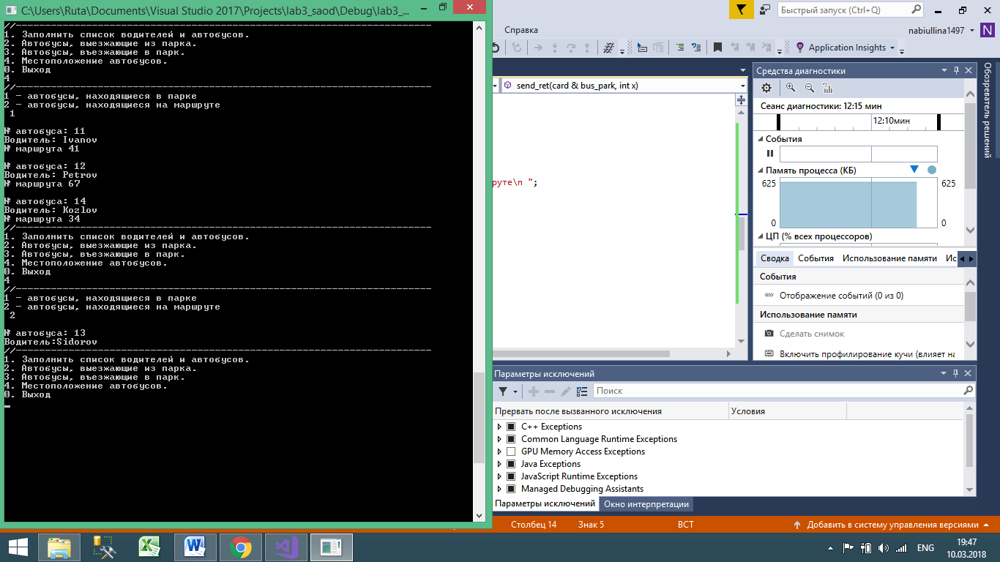 C:\Users\Ruta\Documents\Visual Studio 2017\Projects\lab3_saod\Debug\lab3_...
//------------------------------------------------------------------------
1. Заполнить список водителей и автобусов.
2. Автобусы, выезжающие из парка.
3. Автобусы, въезжающие в парк.
4. Местоположение автобусов.
0. Выход
4
//------------------------------------------------------------------------
1 - автобусы, находящиеся в парке
2 - автобусы, находящиеся на маршруте
1
№ автобуса: 11
Водитель: Ivanov
№ маршрута 41
№ автобуса: 12
Водитель: Petrov
№ маршрута 67
№ автобуса: 14
Водитель: Kozlov
№ маршрута 34
//------------------------------------------------------------------------
1. Заполнить список водителей и автобусов.
2. Автобусы, выезжающие из парка.
3. Автобусы, въезжающие в парк.
4. Местоположение автобусов.
0. Выход
4
//------------------------------------------------------------------------
1 - автобусы, находящиеся в парке
2 - автобусы, находящиеся на маршруте
2
№ автобуса: 13
Водитель:Sidorov
//------------------------------------------------------------------------
1. Заполнить список водителей и автобусов.
2. Автобусы, выезжающие из парка.
3. Автобусы, въезжающие в парк.
4. Местоположение автобусов.
0. Выход
Быстрый запуск (Ctrl+Q)
Справка
nabiullina1497 N
Application Insights
send_ret(card & bus_park, int x)
руте\n ";
Средства диагностики
Сеанс диагностики: 12:15 мин
12:10мин
События
Память процесса (КБ)
625 625
0 0
ЦП (% всех процессоров)
Сводка События Использование памяти Ис
События
Отображение событий (0 из 0)
Использование памяти
Сделать снимок
Включить профилирование кучи (влияет на
Обозреватель решений
Параметры исключений
Поиск
Прервать после вызванного исключения Условия
C++ Exceptions
Common Language Runtime Exceptions
GPU Memory Access Exceptions
Java Exceptions
JavaScript Runtime Exceptions
Managed Debugging Assistants
Параметры исключений Окно интерпретации
Столбец 14 Знак 5 ВСТ Добавить в систему управления версиями
ENG 19:47
10.03.2018